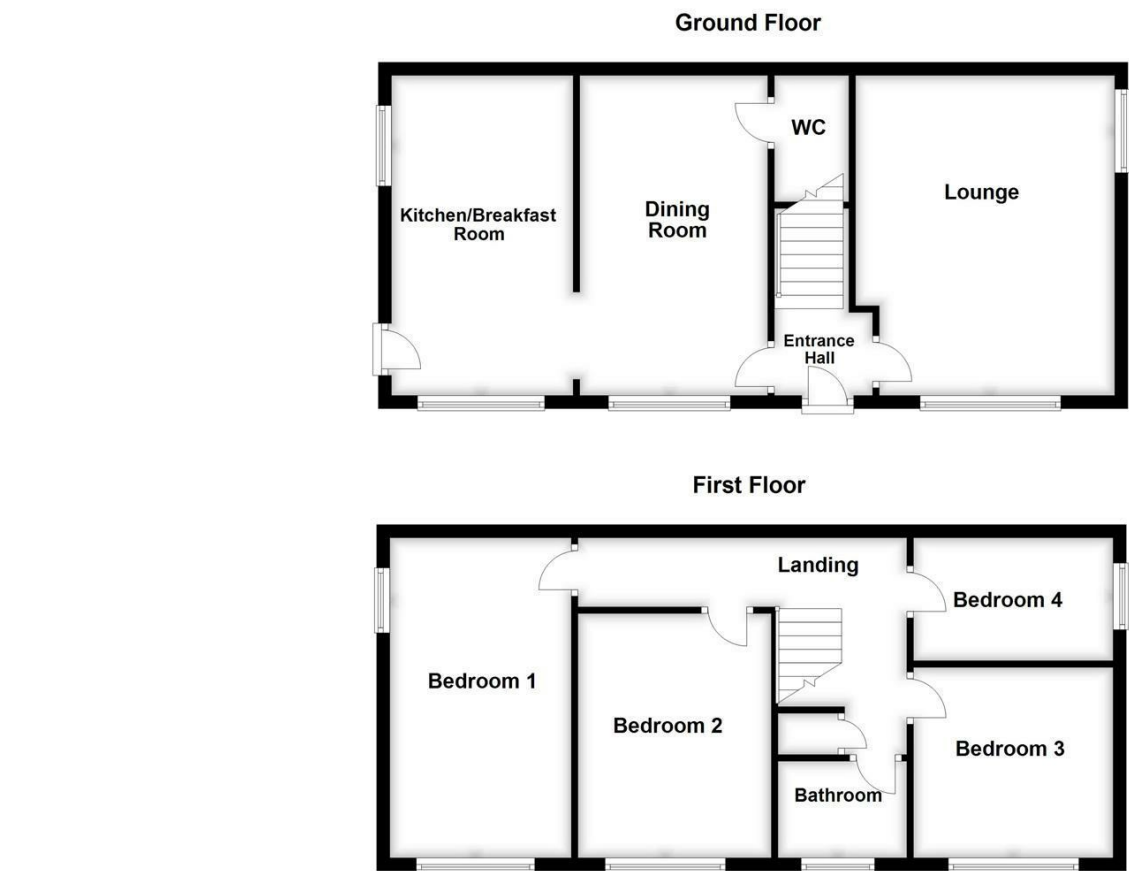 Ground Floor
WC
Lounge
Kitchen/Breakfast
Room
Dining
Room
Entrance
Hall
First Floor
Landing
Bedroom 4
Bedroom 1
Bedroom 2
Bedroom 3
Bathroom